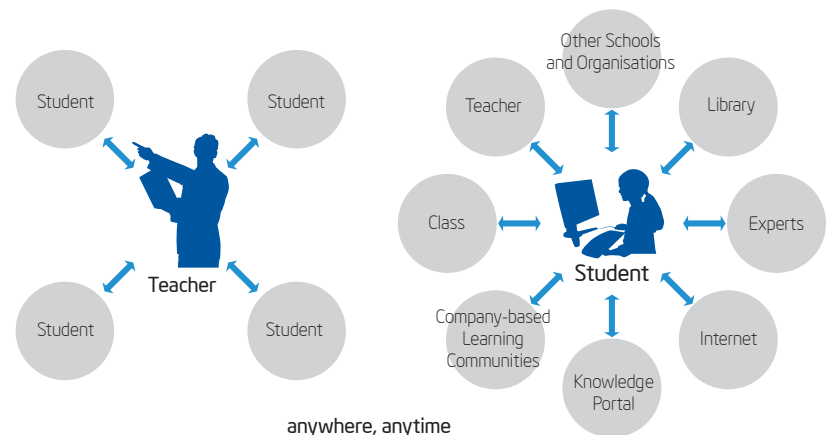 Student
Student
Teacher
Student
Student
Other Schools
and Organisations
Teacher
Library
Class
Experts
Student
Company-based
Learning
Communities
Internet
Knowledge
Portal
anywhere, anytime